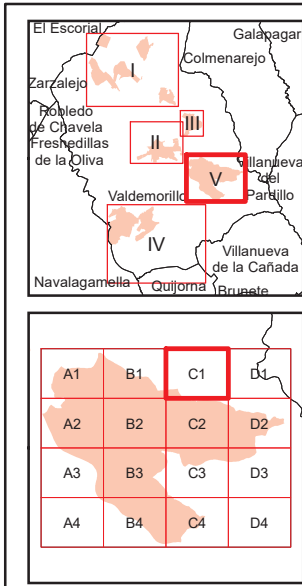 El Escorial
Galapagar
I
Colmenarejo
Zarzalejo
III
Robledo
de Chavela
Freshedillas
de la Oliva
II
V
Villanueva
del
Pardillo
Valdemorillo
IV
Villanueva
de la Cañada
Navalagamella
Quijorna
Brunete
A1 B1 C1 D1
A2 B2 C2 D2
A3 B3 C3 D3
A4 B4 C4 D4